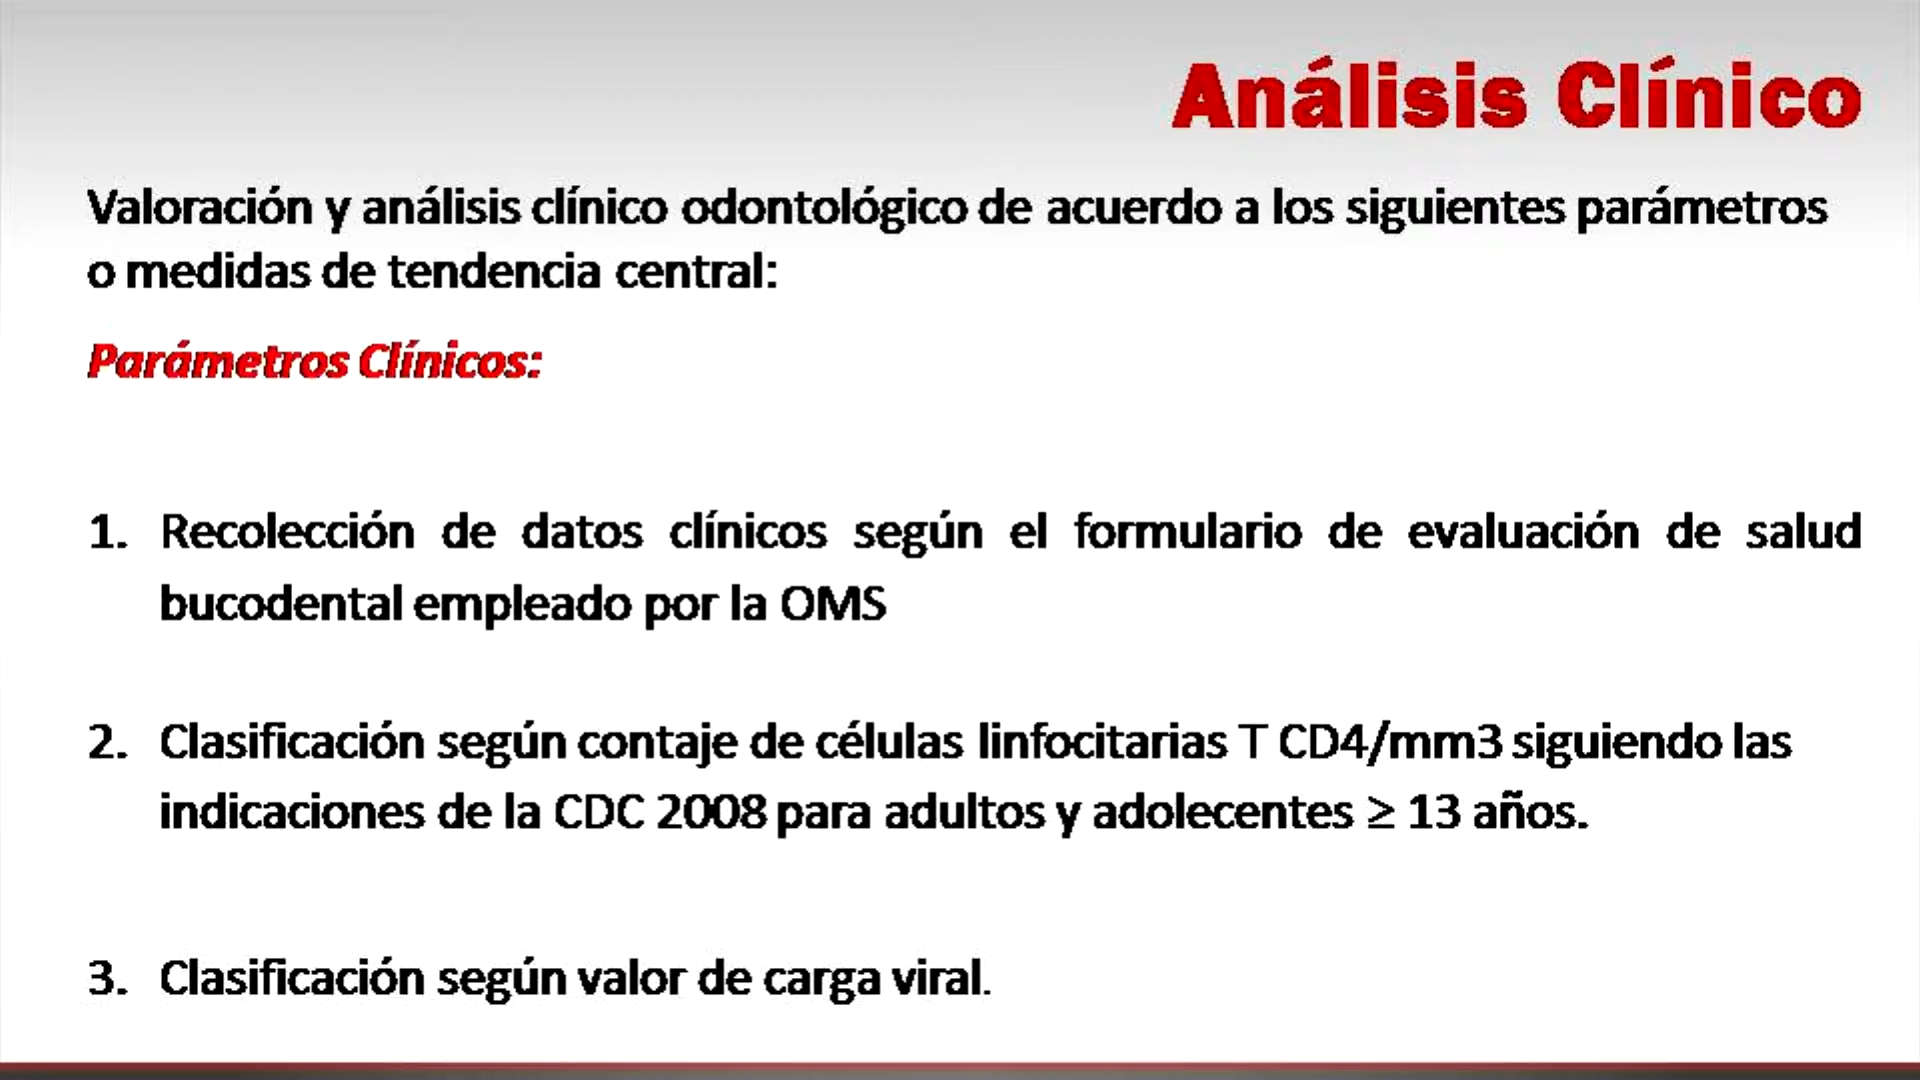 Análisis Clínico
Valoración y análisis clínico odontológico de acuerdo a los siguientes parámetros
o medidas de tendencia central:
Parámetros Clínicos:
1. Recolección de datos clínicos según el formulario de evaluación de salud
bucodental empleado por la OMS
2. Clasificación según contaje de células linfocitarias T CD4/mm3 siguiendo las
indicaciones de la CDC 2008 para adultos y adolecentes ≥ 13 años.
3. Clasificación según valor de carga viral.